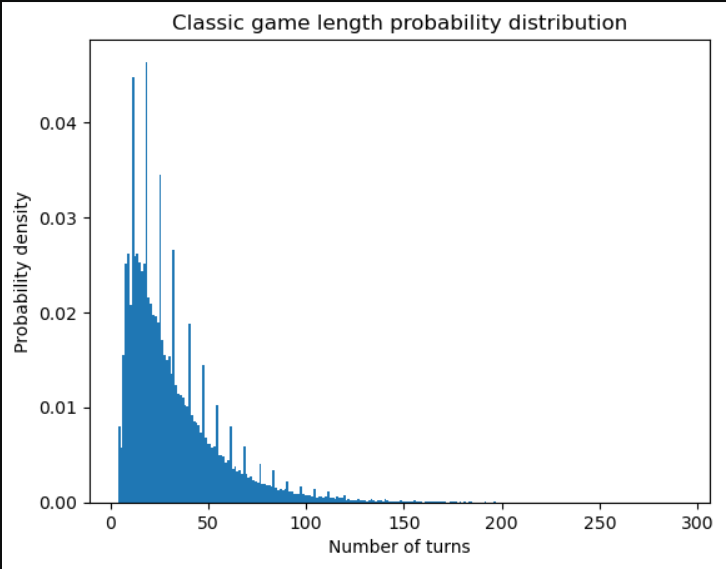 Classic game length probability distribution
Probability density
0.04
0.03
0.02
0.01
0.00
0 50 100 150 200 250 300
Number of turns